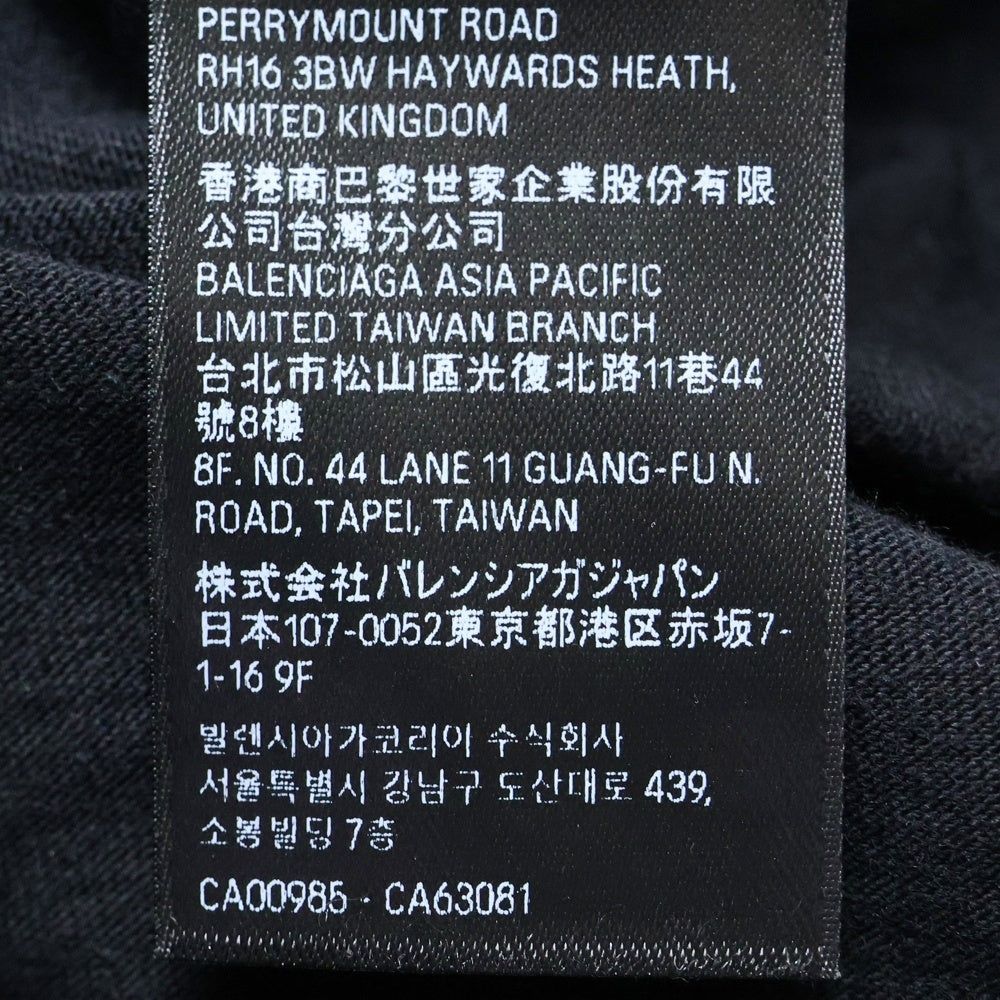 PERRYMOUNT ROAD
RH16 3BW HAYWARDS HEATH,
UNITED KINGDOM
香港商巴黎世家企業股份有限
公司台灣分公司
BALENCIAGA ASIA PACIFIC
LIMITED TAIWAN BRANCH
台北市松山區光復北路11巷44
號8樓
8F. NO. 44 LANE 11 GUANG-FU N.
ROAD, TAPEI, TAIWAN
株式会社バレンシアガジャパン
日本107-0052東京都港区赤坂7-
1-16 9F
발렌시아가코리아 수식회사
서울특별시 강남구 도산대로 439,
소봉빌딩 7층
CA00985 · CA63081